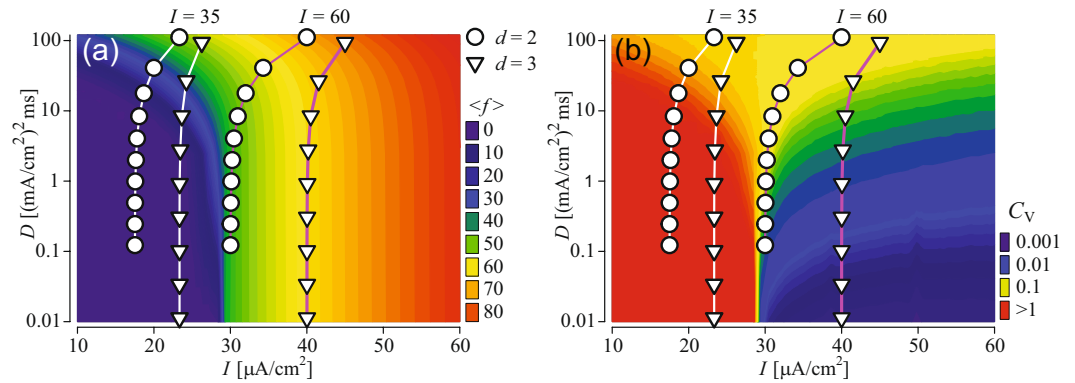 I = 35 I = 60
(a)
d = 2
d = 3
<f>
0
10
20
30
40
50
60
70
80
D [(mA/cm²)² ms]
100
10
1
0.1
0.01
10 20 30 40 50 60
I [µA/cm²]
I = 35 I = 60
(b)
C_V
0.001
0.01
0.1
>1
D [(mA/cm²)² ms]
100
10
1
0.1
0.01
10 20 30 40 50 60
I [µA/cm²]